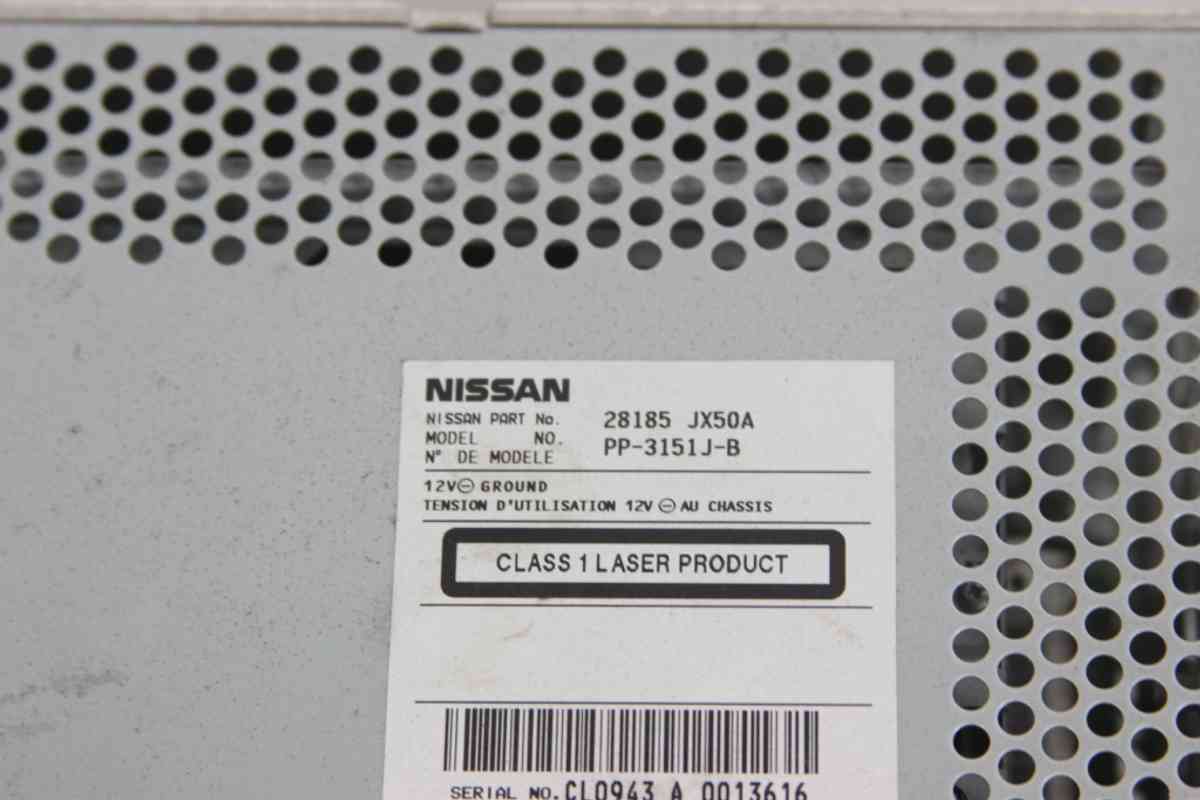 NISSAN
NISSAN PART No. 28185 JX50A
MODEL NO. PP-3151J-B
N° DE MODELE
12V⊖ GROUND
TENSION D'UTILISATION 12V ⊖ AU CHASSIS
CLASS 1 LASER PRODUCT
SERIAL NO. CL0943 A 0013616